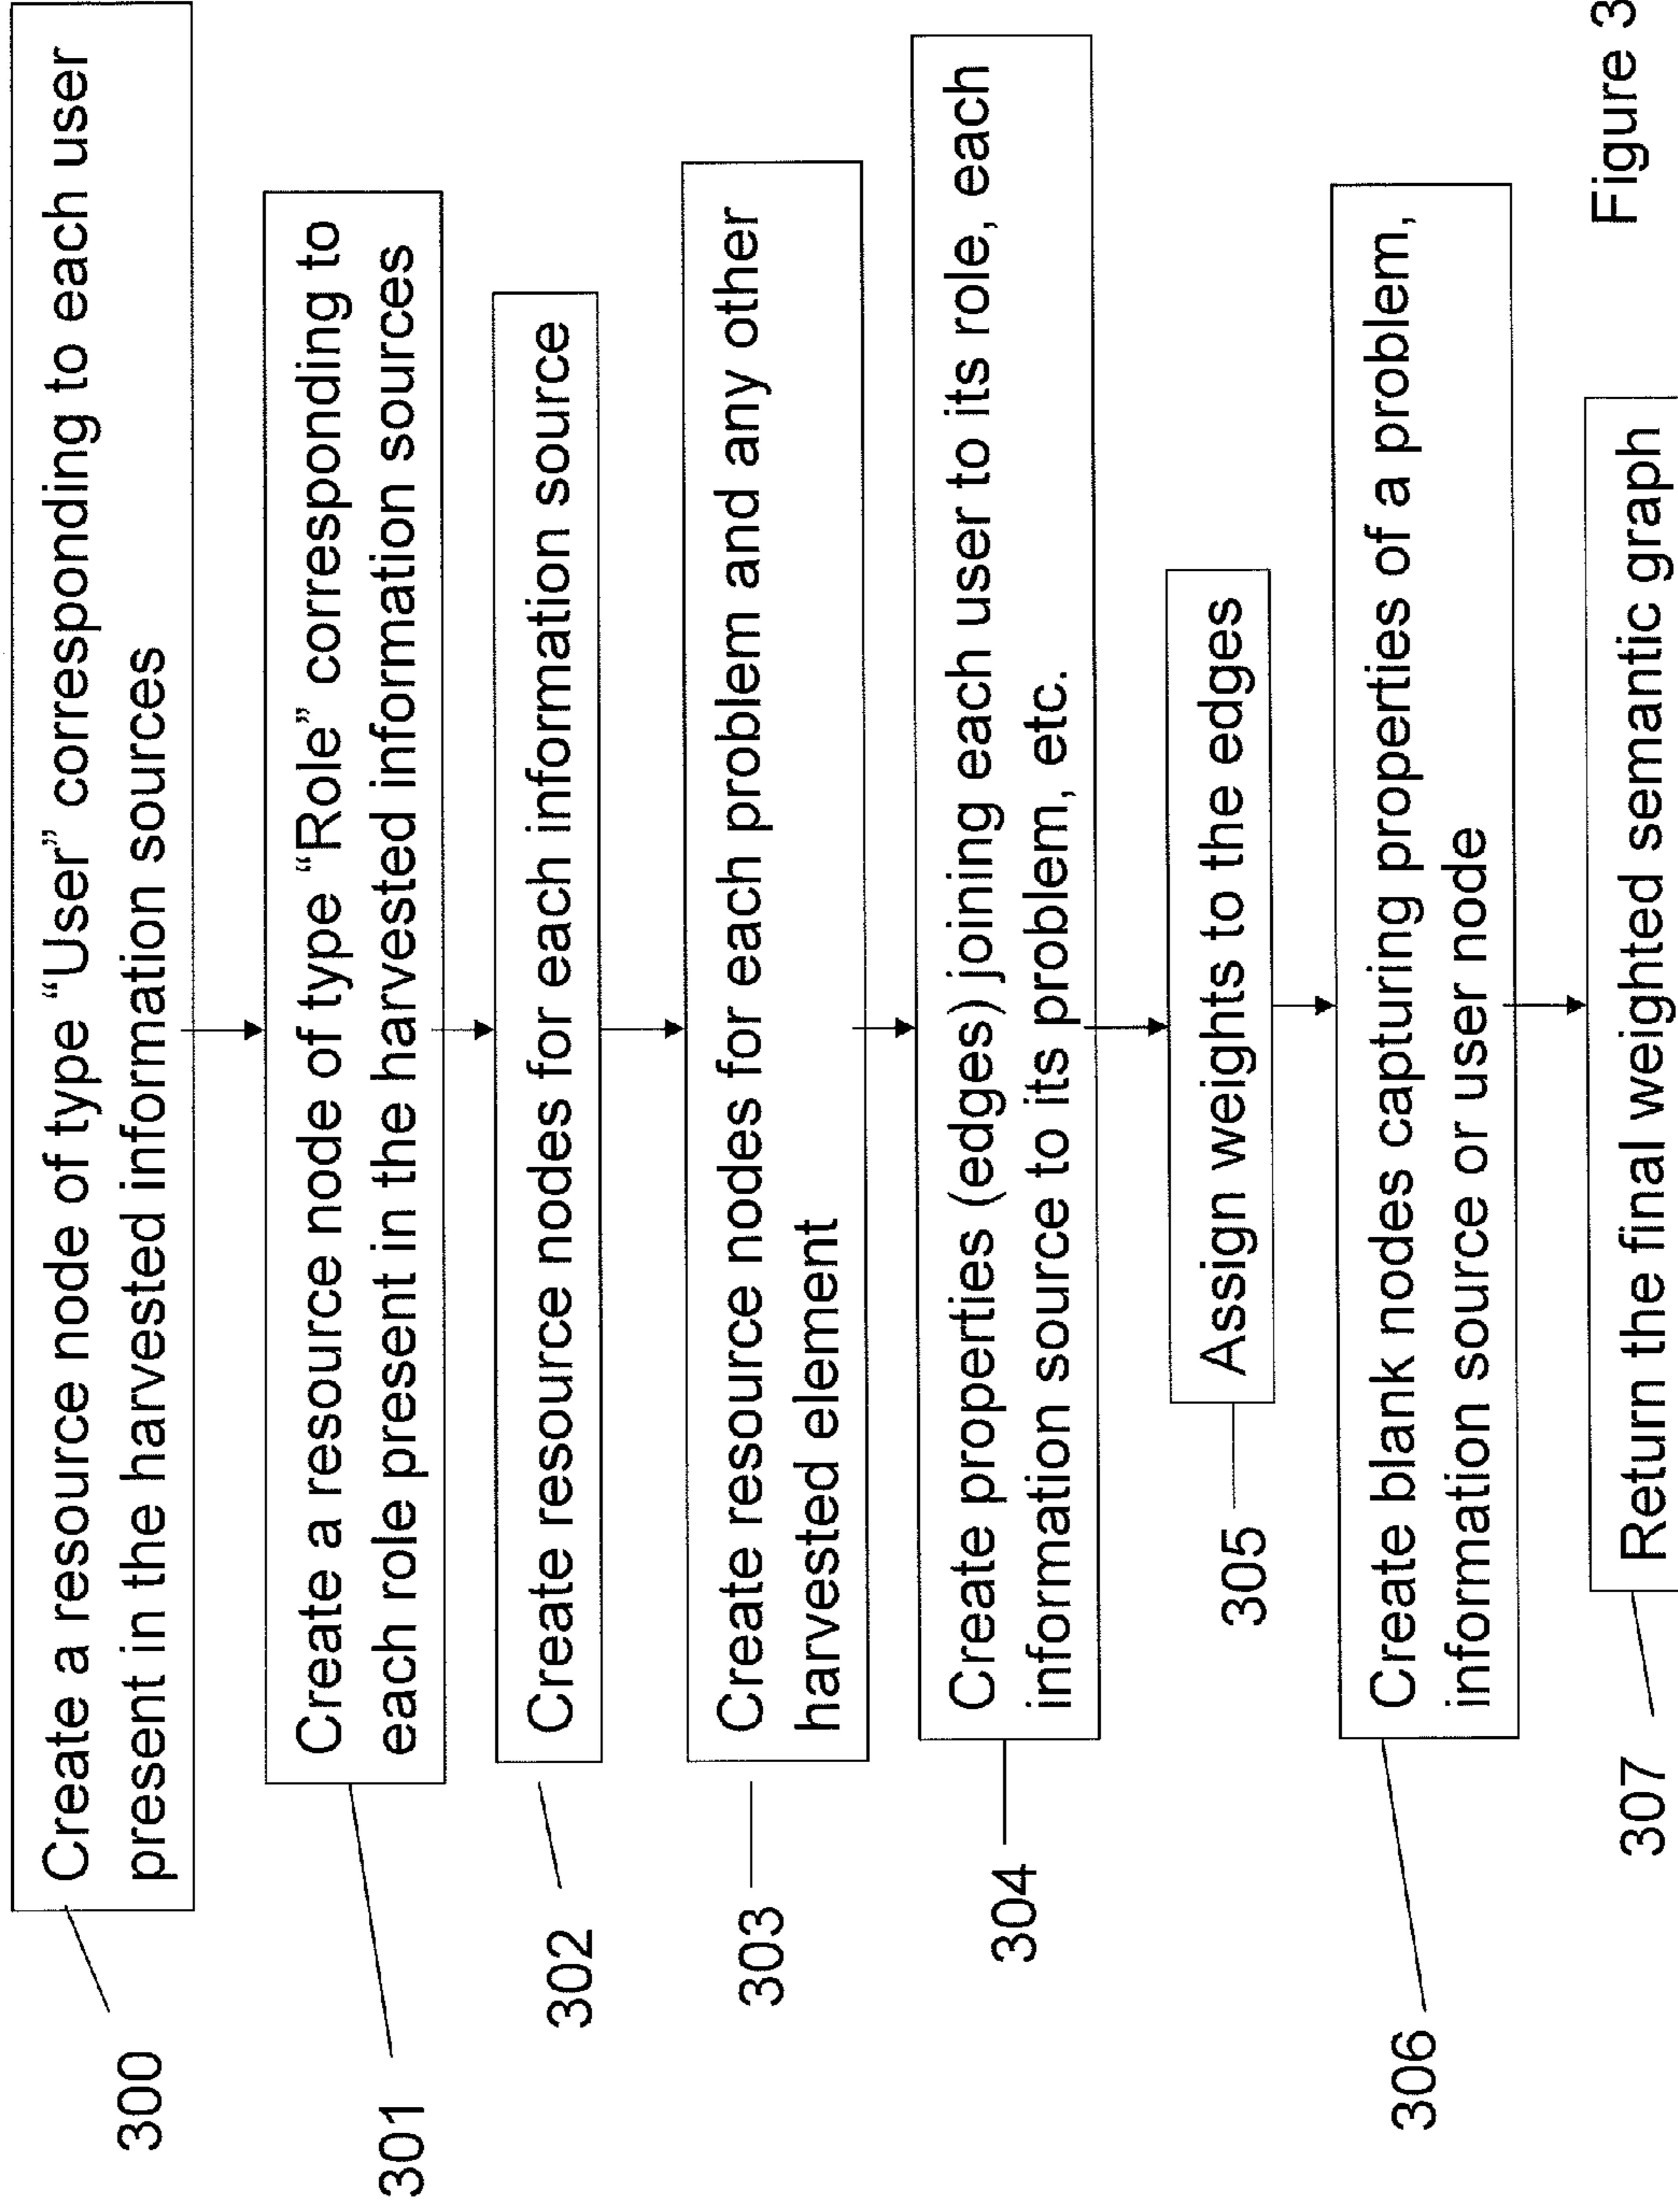 300
Create a resource node of type “User” corresponding to each user
present in the harvested information sources
301
Create a resource node of type “Role” corresponding to
each role present in the harvested information sources
302
Create resource nodes for each information source
303
Create resource nodes for each problem and any other
harvested element
304
Create properties (edges) joining each user to its role, each
information source to its problem, etc.
305
Assign weights to the edges
306
Create blank nodes capturing properties of a problem,
information source or user node
307
Return the final weighted semantic graph
Figure 3